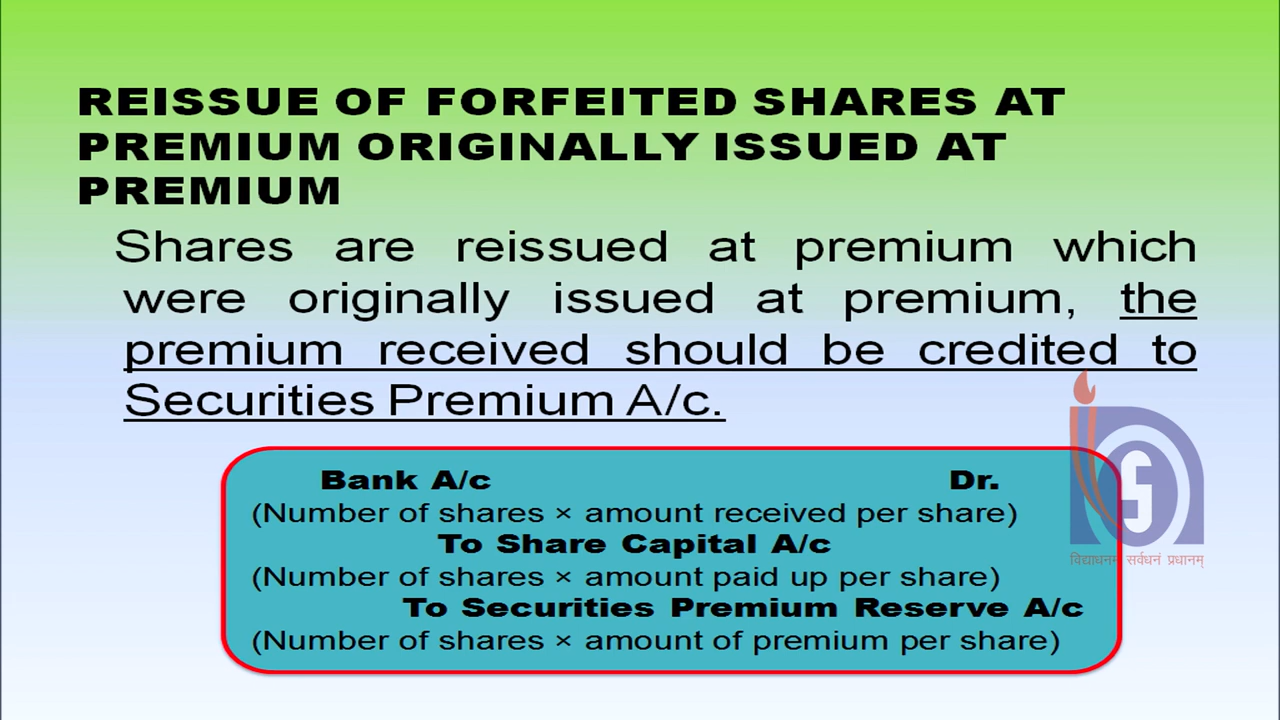 REISSUE OF FORFEITED SHARES AT
PREMIUM ORIGINALLY ISSUED AT
PREMIUM
Shares are reissued at premium which
were originally issued at premium, the
premium received should be credited to
Securities Premium A/c.
Bank A/c Dr.
(Number of shares × amount received per share)
To Share Capital A/c
(Number of shares × amount paid up per share)
To Securities Premium Reserve A/c
(Number of shares × amount of premium per share)
विद्याधनम् सर्वधनं प्रधानम्